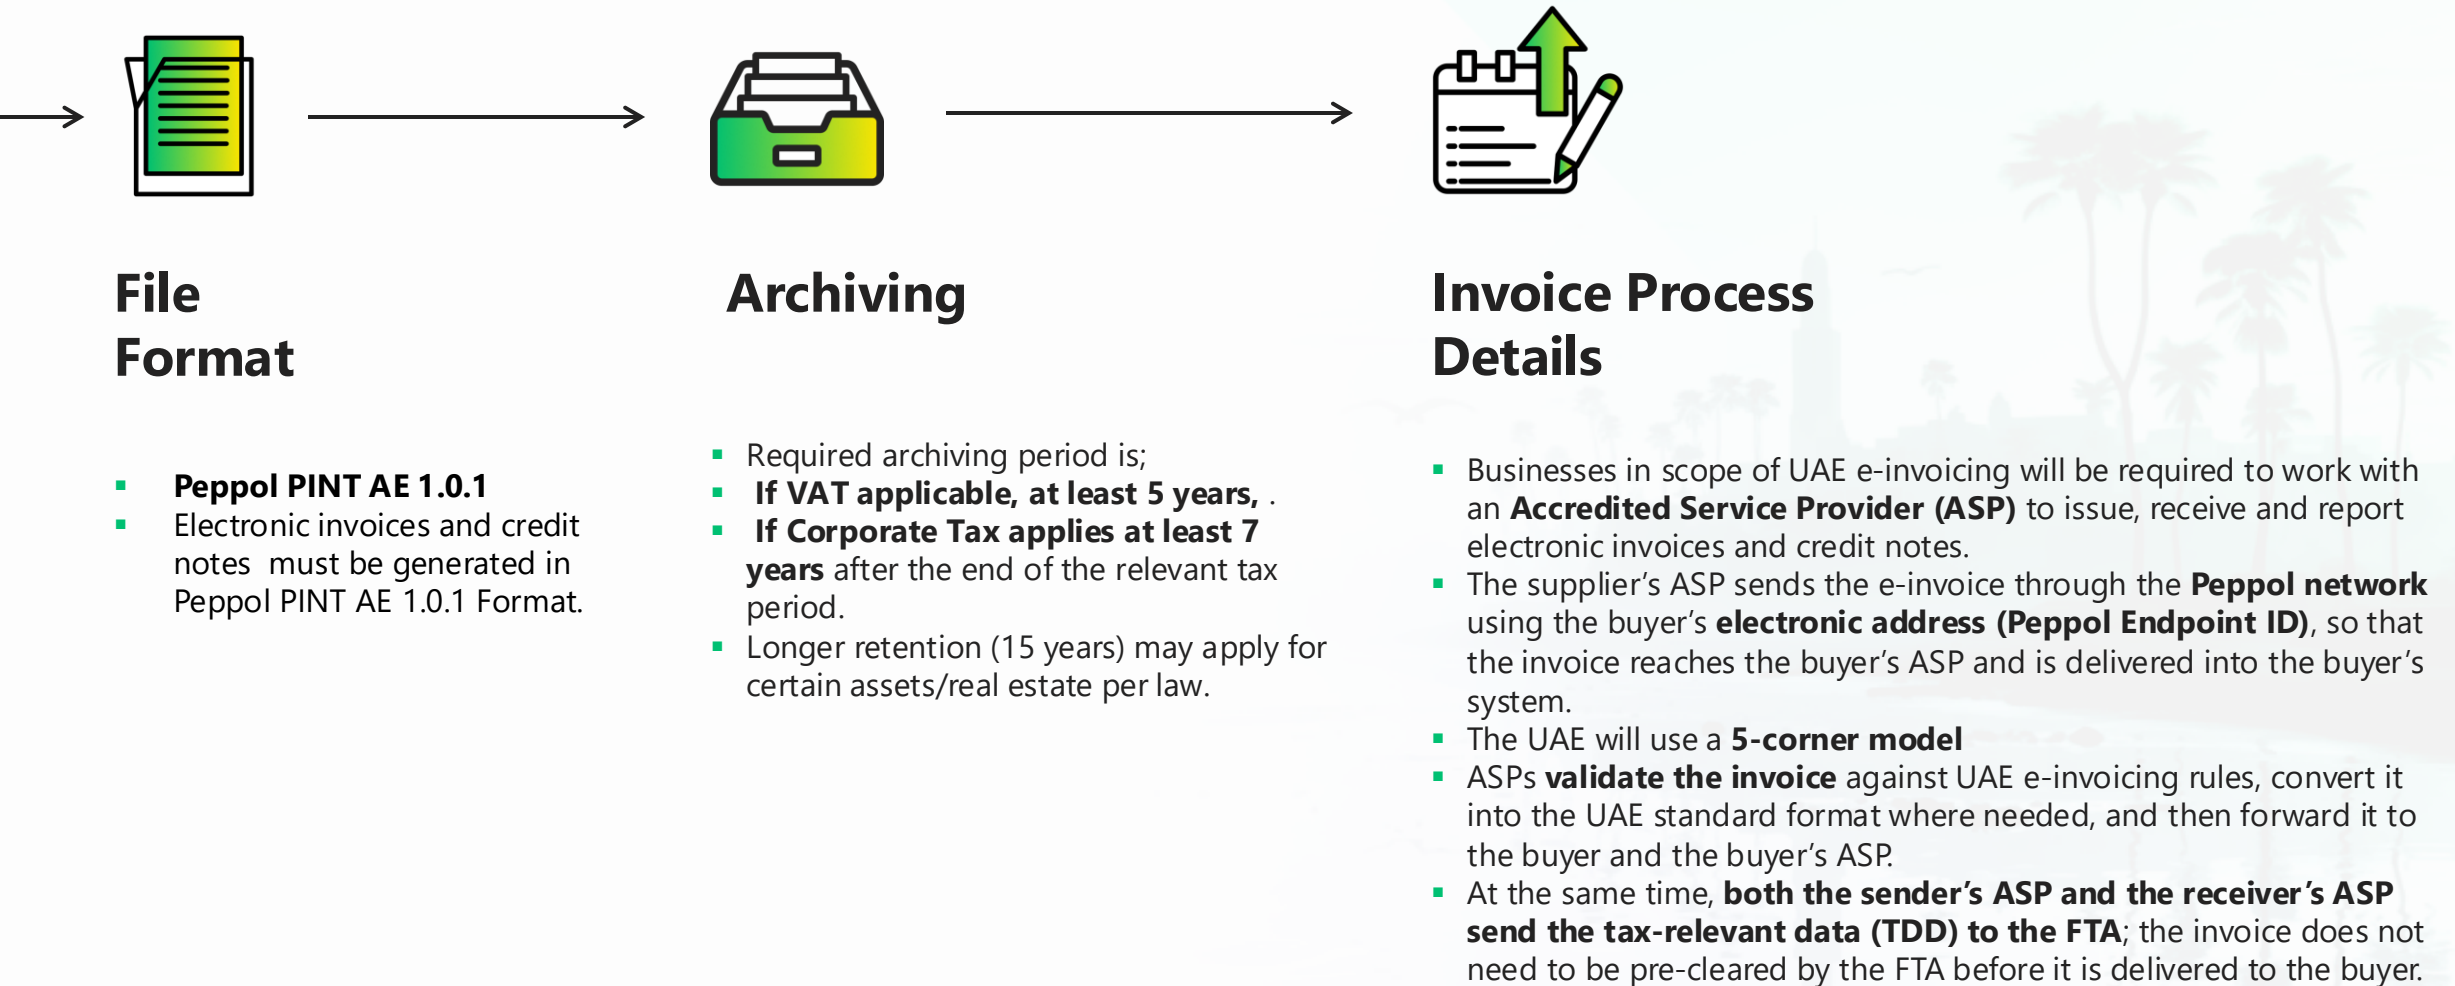 File
Format
Peppol PINT AE 1.0.1
Electronic invoices and credit
notes  must be generated in
Peppol PINT AE 1.0.1 Format.
Archiving
Required archiving period is;
If VAT applicable, at least 5 years, .
If Corporate Tax applies at least 7
years after the end of the relevant tax
period.
Longer retention (15 years) may apply for
certain assets/real estate per law.
Invoice Process
Details
Businesses in scope of UAE e-invoicing will be required to work with
an Accredited Service Provider (ASP) to issue, receive and report
electronic invoices and credit notes.
The supplier’s ASP sends the e-invoice through the Peppol network
using the buyer’s electronic address (Peppol Endpoint ID), so that
the invoice reaches the buyer’s ASP and is delivered into the buyer’s
system.
The UAE will use a 5-corner model
ASPs validate the invoice against UAE e-invoicing rules, convert it
into the UAE standard format where needed, and then forward it to
the buyer and the buyer’s ASP.
At the same time, both the sender’s ASP and the receiver’s ASP
send the tax-relevant data (TDD) to the FTA; the invoice does not
need to be pre-cleared by the FTA before it is delivered to the buyer.